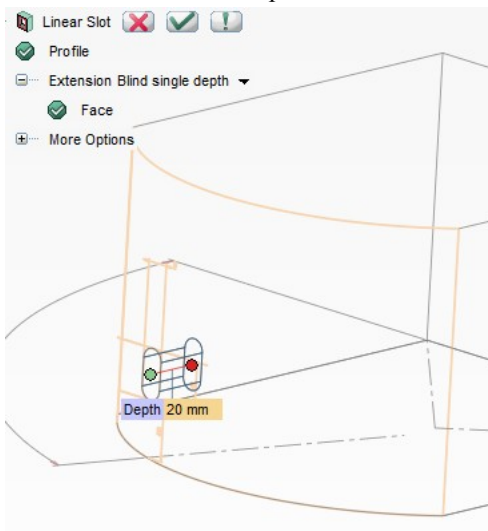 Linear Slot
Profile
Extension Blind single depth
Face
More Options
Depth 20 mm